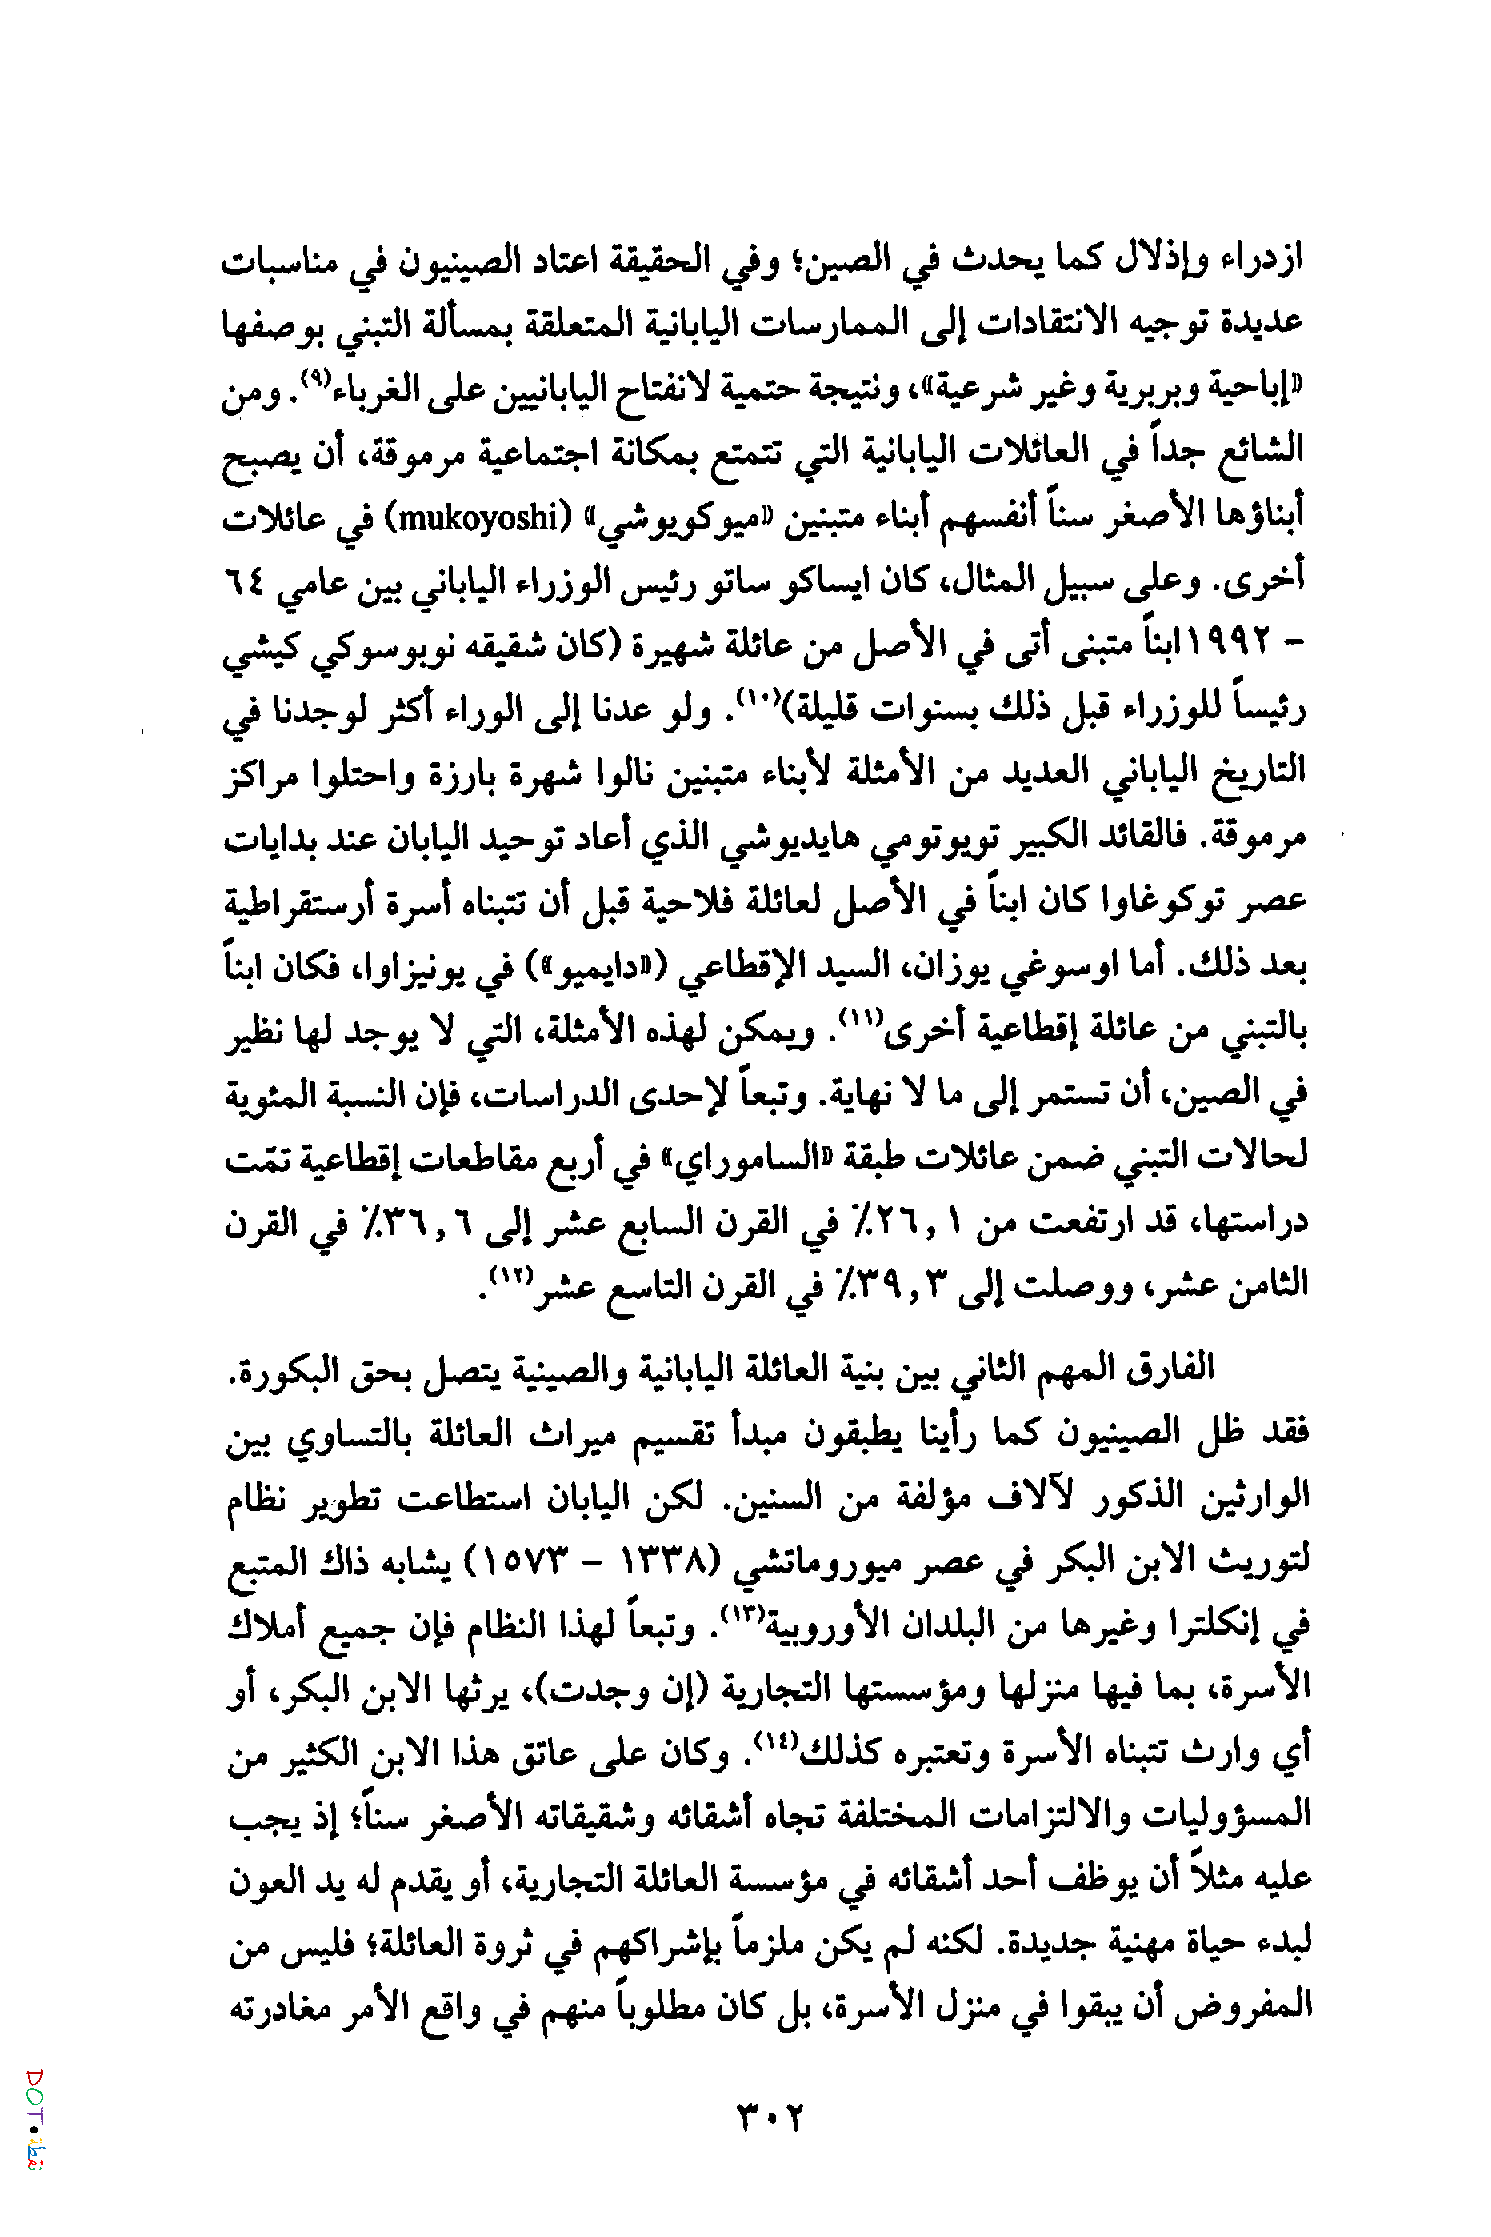 ازدراء وإذلال كما يحدث في الصين؛ وفي الحقيقة اعتاد الصينيون في مناسبات
عديدة توجيه الانتقادات إلى الممارسات اليابانية المتعلقة بمسألة التبني بوصفها
«إباحية وبربرية وغير شرعية»، ونتيجة حتمية لانفتاح اليابانيين على الغرباء(٩). ومن
الشائع جداً في العائلات اليابانية التي تتمتع بمكانة اجتماعية مرموقة، أن يصبح
أبناؤها الأصغر سناً أنفسهم أبناء متبنين «ميوكويوشي» (mukoyoshi) في عائلات
أخرى. وعلى سبيل المثال، كان ايساكو ساتو رئيس الوزراء الياباني بين عامي ٦٤
- ١٩٩٢ ابناً متبنى أتى في الأصل من عائلة شهيرة (كان شقيقه نوبوسوكي كيشي
رئيساً للوزراء قبل ذلك بسنوات قليلة)(١٠). ولو عدنا إلى الوراء أكثر لوجدنا في
التاريخ الياباني العديد من الأمثلة لأبناء متبنين نالوا شهرة بارزة واحتلوا مراكز
مرموقة. فالقائد الكبير تويوتومي هايديوشي الذي أعاد توحيد اليابان عند بدايات
عصر توكوغاوا كان ابناً في الأصل لعائلة فلاحية قبل أن تتبناه أسرة أرستقراطية
بعد ذلك. أما اوسوغي يوزان، السيد الإقطاعي («دايميو») في يونيزاوا، فكان ابناً
بالتبني من عائلة إقطاعية أخرى(١١). ويمكن لهذه الأمثلة، التي لا يوجد لها نظير
في الصين، أن تستمر إلى ما لا نهاية. وتبعاً لإحدى الدراسات، فإن النسبة المئوية
لحالات التبني ضمن عائلات طبقة «الساموراي» في أربع مقاطعات إقطاعية تمّت
دراستها، قد ارتفعت من ٢٦,١٪ في القرن السابع عشر إلى ٣٦,٦٪ في القرن
الثامن عشر، ووصلت إلى ٣٩,٣٪ في القرن التاسع عشر(١٢).
الفارق المهم الثاني بين بنية العائلة اليابانية والصينية يتصل بحق البكورة.
فقد ظل الصينيون كما رأينا يطبقون مبدأ تقسيم ميراث العائلة بالتساوي بين
الوارثين الذكور لآلاف مؤلفة من السنين. لكن اليابان استطاعت تطوير نظام
لتوريث الابن البكر في عصر ميوروماتشي (١٣٣٨ - ١٥٧٣) يشابه ذاك المتبع
في إنكلترا وغيرها من البلدان الأوروبية(١٣). وتبعاً لهذا النظام فإن جميع أملاك
الأسرة، بما فيها منزلها ومؤسستها التجارية (إن وجدت)، يرثها الابن البكر، أو
أي وارث تتبناه الأسرة وتعتبره كذلك(١٤). وكان على عاتق هذا الابن الكثير من
المسؤوليات والالتزامات المختلفة تجاه أشقائه وشقيقاته الأصغر سناً؛ إذ يجب
عليه مثلاً أن يوظف أحد أشقائه في مؤسسة العائلة التجارية، أو يقدم له يد العون
لبدء حياة مهنية جديدة. لكنه لم يكن ملزماً بإشراكهم في ثروة العائلة؛ فليس من
المفروض أن يبقوا في منزل الأسرة، بل كان مطلوباً منهم في واقع الأمر مغادرته
٣٠٢
DOT•نقطة